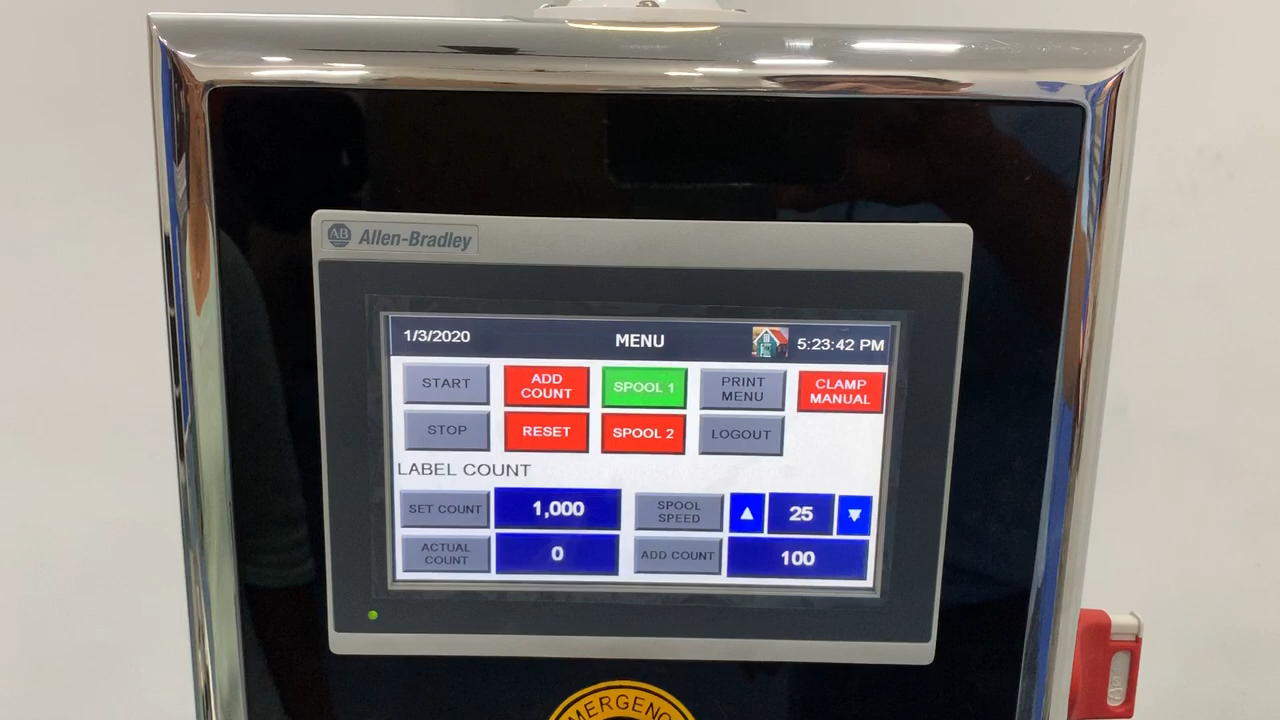 AB Allen-Bradley
1/3/2020 MENU 5:23:42 PM
START
ADD COUNT
SPOOL 1
PRINT MENU
CLAMP MANUAL
STOP
RESET
SPOOL 2
LOGOUT
LABEL COUNT
SET COUNT
1,000
SPOOL SPEED
25
ACTUAL COUNT
0
ADD COUNT
100